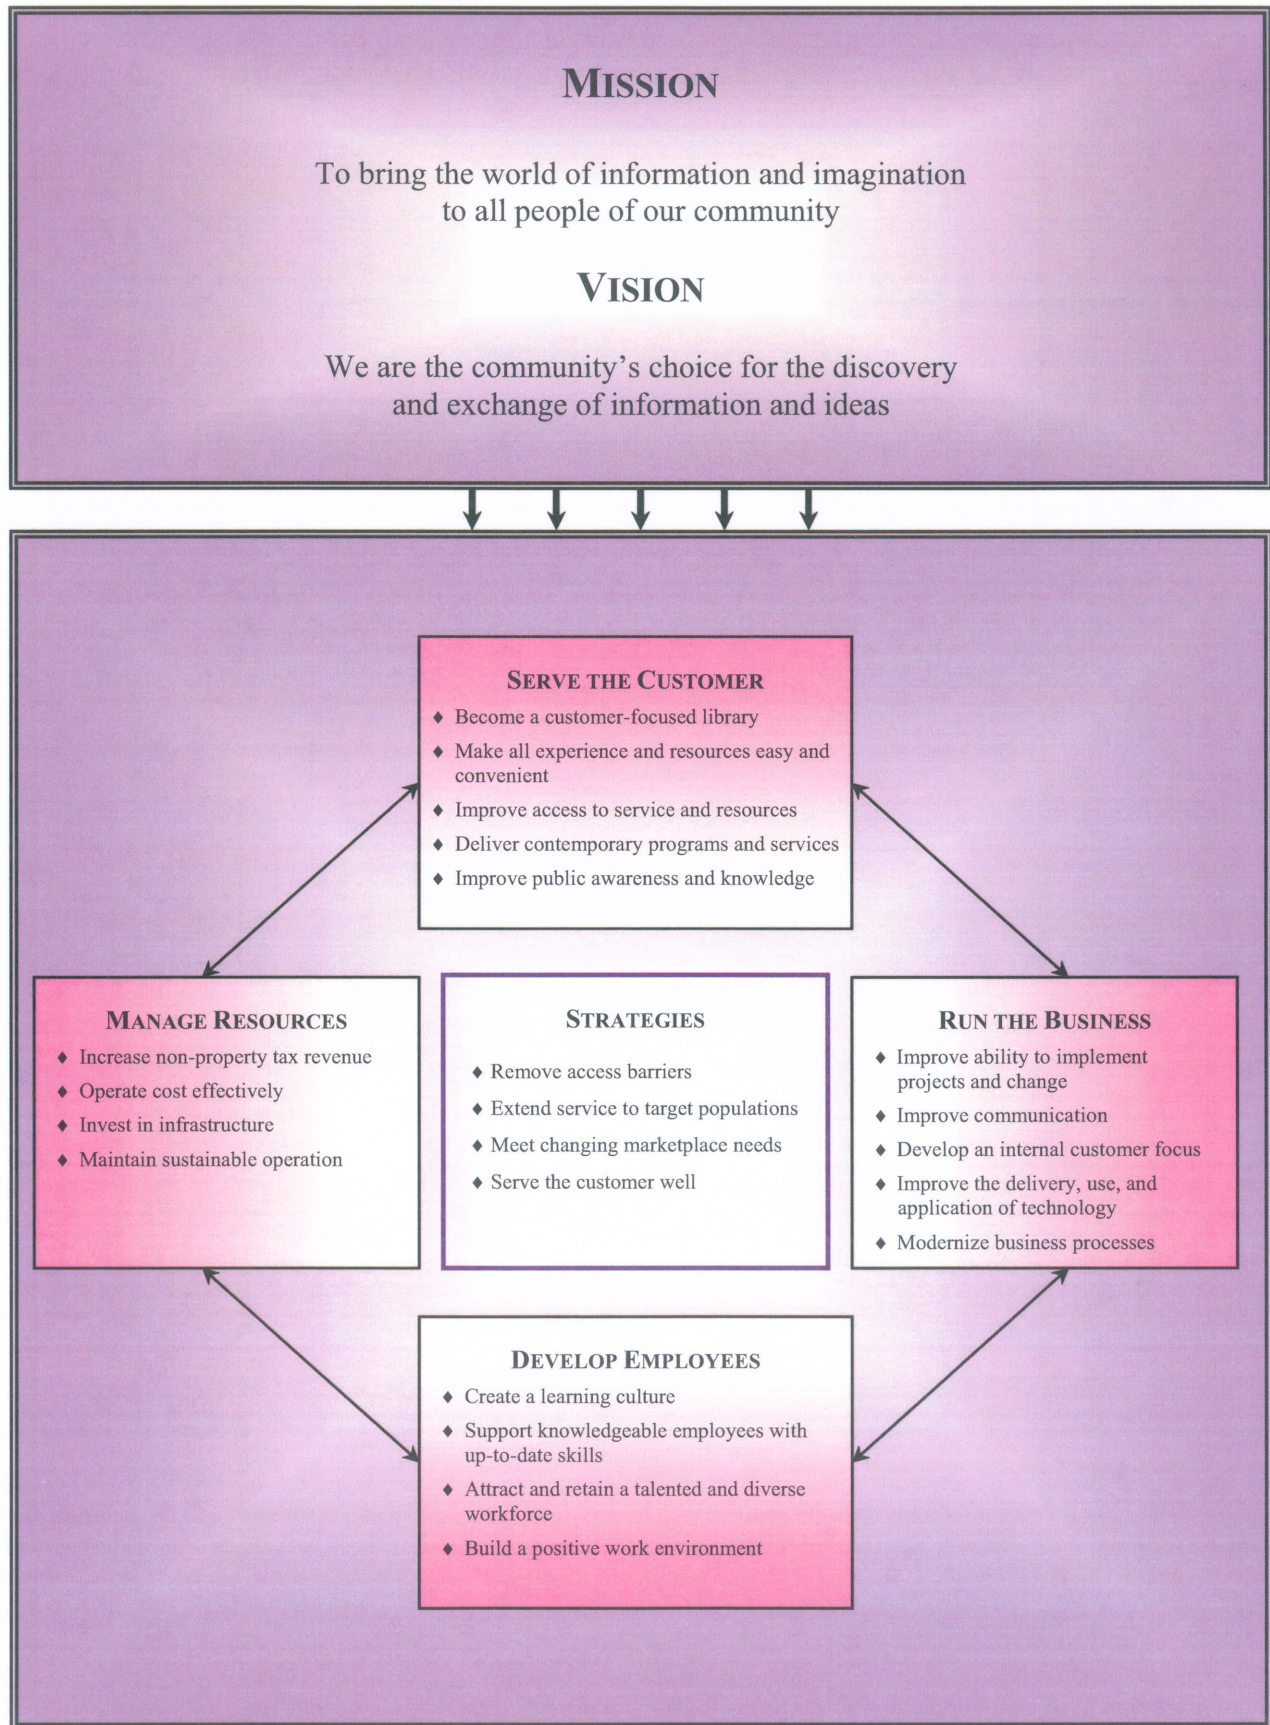 MISSION
To bring the world of information and imagination
to all people of our community
VISION
We are the community's choice for the discovery
and exchange of information and ideas
SERVE THE CUSTOMER
♦ Become a customer-focused library
♦ Make all experience and resources easy and
convenient
♦ Improve access to service and resources
♦ Deliver contemporary programs and services
♦ Improve public awareness and knowledge
MANAGE RESOURCES
♦ Increase non-property tax revenue
♦ Operate cost effectively
♦ Invest in infrastructure
♦ Maintain sustainable operation
STRATEGIES
♦ Remove access barriers
♦ Extend service to target populations
♦ Meet changing marketplace needs
♦ Serve the customer well
RUN THE BUSINESS
♦ Improve ability to implement
projects and change
♦ Improve communication
♦ Develop an internal customer focus
♦ Improve the delivery, use, and
application of technology
♦ Modernize business processes
DEVELOP EMPLOYEES
♦ Create a learning culture
♦ Support knowledgeable employees with
up-to-date skills
♦ Attract and retain a talented and diverse
workforce
♦ Build a positive work environment